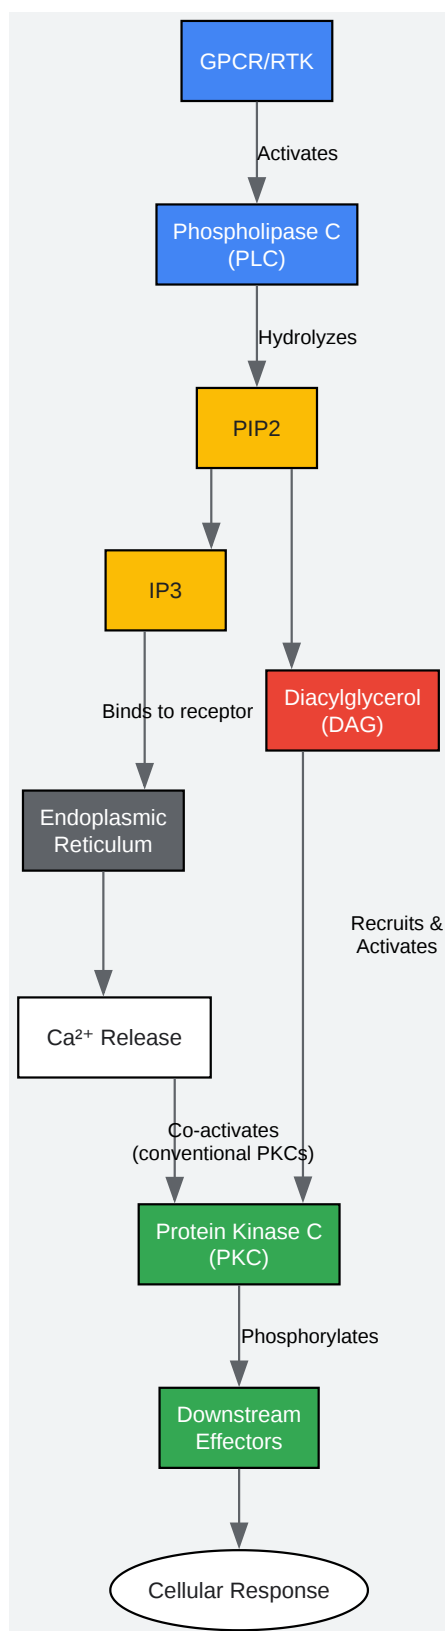 GPCR/RTK
Activates
Phospholipase C
(PLC)
Hydrolyzes
PIP2
IP3
Diacylglycerol
(DAG)
Binds to receptor
Endoplasmic
Reticulum
Recruits &
Activates
Ca²⁺ Release
Co-activates
(conventional PKCs)
Protein Kinase C
(PKC)
Phosphorylates
Downstream
Effectors
Cellular Response